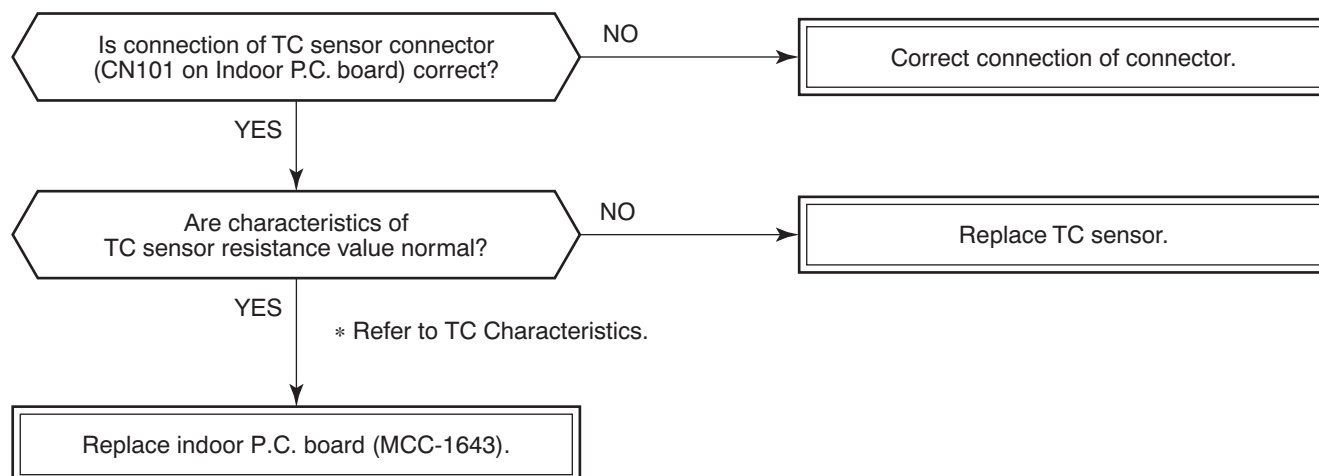 Is connection of TC sensor connector
(CN101 on Indoor P.C. board) correct?
NO
Correct connection of connector.
YES
Are characteristics of
TC sensor resistance value normal?
NO
Replace TC sensor.
YES
* Refer to TC Characteristics.
Replace indoor P.C. board (MCC-1643).